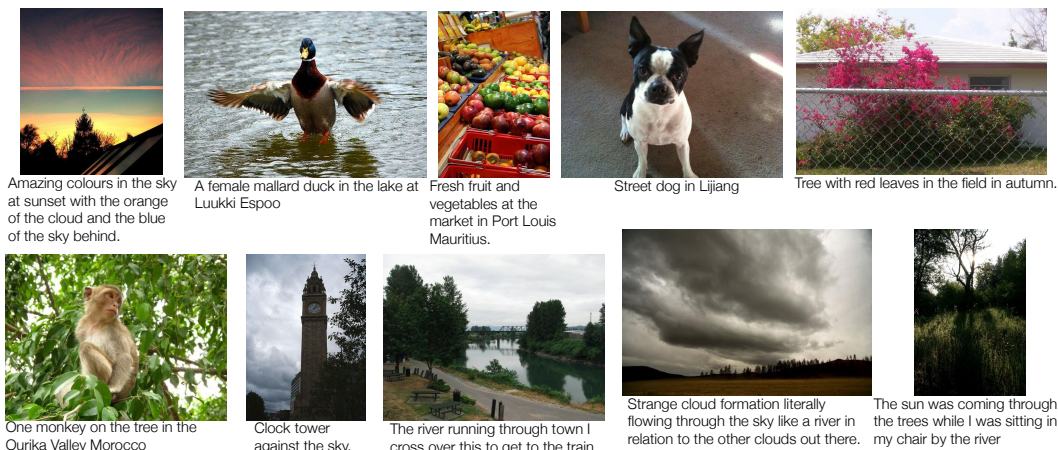 Amazing colours in the sky
at sunset with the orange
of the cloud and the blue
of the sky behind.
A female mallard duck in the lake at
Luukki Espoo
Fresh fruit and
vegetables at the
market in Port Louis
Mauritius.
Street dog in Lijiang
Tree with red leaves in the field in autumn.
One monkey on the tree in the
Ourika Valley Morocco
Clock tower
against the sky.
The river running through town I
cross over this to get to the train
Strange cloud formation literally
flowing through the sky like a river in
relation to the other clouds out there.
The sun was coming through
the trees while I was sitting in
my chair by the river